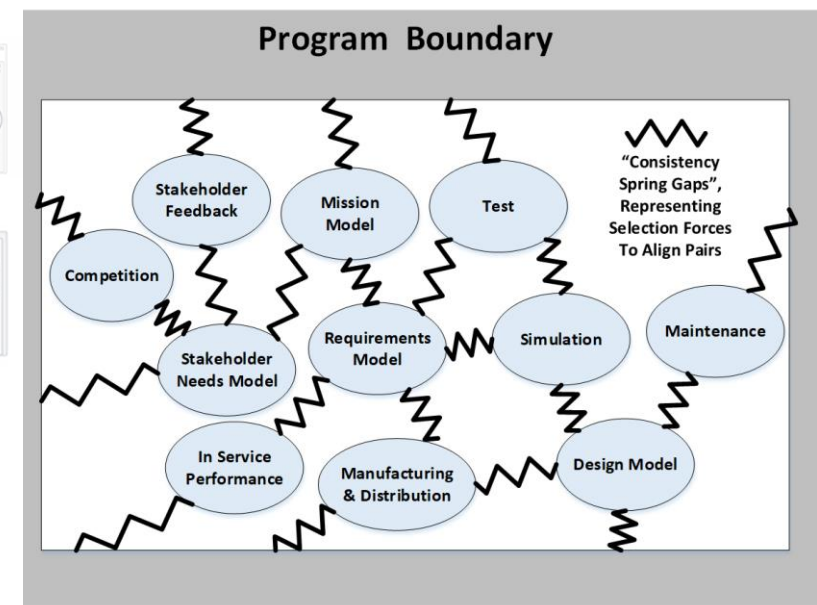 Program Boundary
“Consistency
Spring Gaps”,
Representing
Selection Forces
To Align Pairs
Stakeholder
Feedback
Mission
Model
Test
Competition
Stakeholder
Needs Model
Requirements
Model
Simulation
Maintenance
In Service
Performance
Manufacturing
& Distribution
Design Model